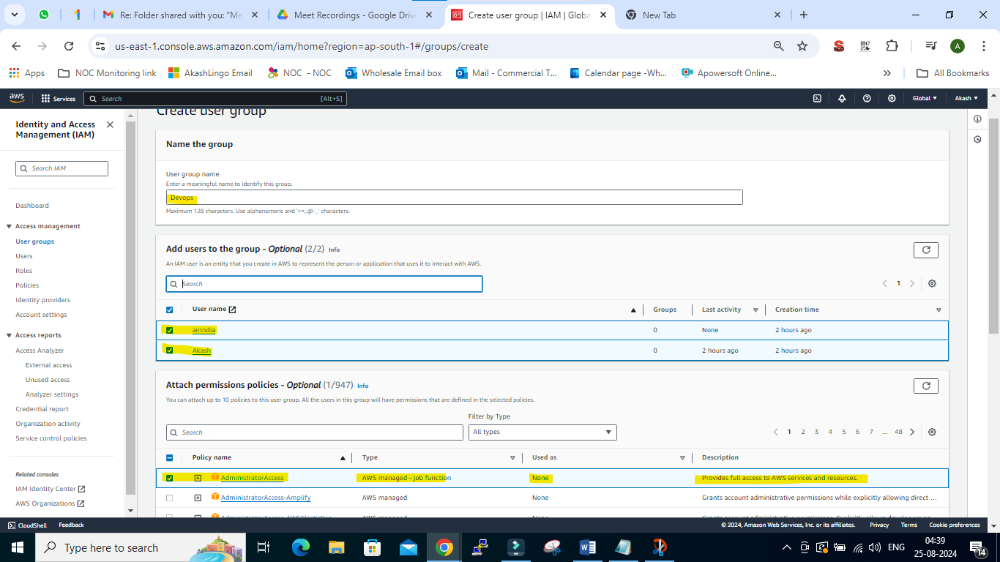 Re: Folder shared with you: "Me
Meet Recordings - Google Drive
Create user group | IAM | Globa
New Tab
us-east-1.console.aws.amazon.com/iam/home?region=ap-south-1#/groups/create
SEO
A
Apps
NOC Monitoring link
AkashLingo Email
NOC - NOC
Wholesale Email box
Mail - Commercial T...
Calendar page -Wh...
Apowersoft Online...
All Bookmarks
aws
Services
Search
[Alt+S]
Global
Akash
Identity and Access
Management (IAM)
Search IAM
Dashboard
Access management
User groups
Users
Roles
Policies
Identity providers
Account settings
Access reports
Access Analyzer
External access
Unused access
Analyzer settings
Credential report
Organization activity
Service control policies
Related consoles
IAM Identity Center
AWS Organizations
Create user group
Name the group
User group name
Enter a meaningful name to identify this group.
Devops
Maximum 128 characters. Use alphanumeric and '+=,.@-_' characters.
Add users to the group - Optional (2/2) Info
An IAM user is an entity that you create in AWS to represent the person or application that uses it to interact with AWS.
Search
1
User name Groups Last activity Creation time
airindia 0 None 2 hours ago
Akash 0 2 hours ago 2 hours ago
Attach permissions policies - Optional (1/947) Info
You can attach up to 10 policies to this user group. All the users in this group will have permissions that are defined in the selected policies.
Filter by Type
Search
All types
1 2 3 4 5 6 7 ... 48
Policy name Type Used as Description
AdministratorAccess AWS managed - job function None Provides full access to AWS services and resources.
AdministratorAccess-Amplify AWS managed None Grants account administrative permissions while explicitly allowing direct ...
CloudShell
Feedback
© 2024, Amazon Web Services, Inc. or its affiliates.
Privacy
Terms
Cookie preferences
Type here to search
ENG
04:39
25-08-2024
14